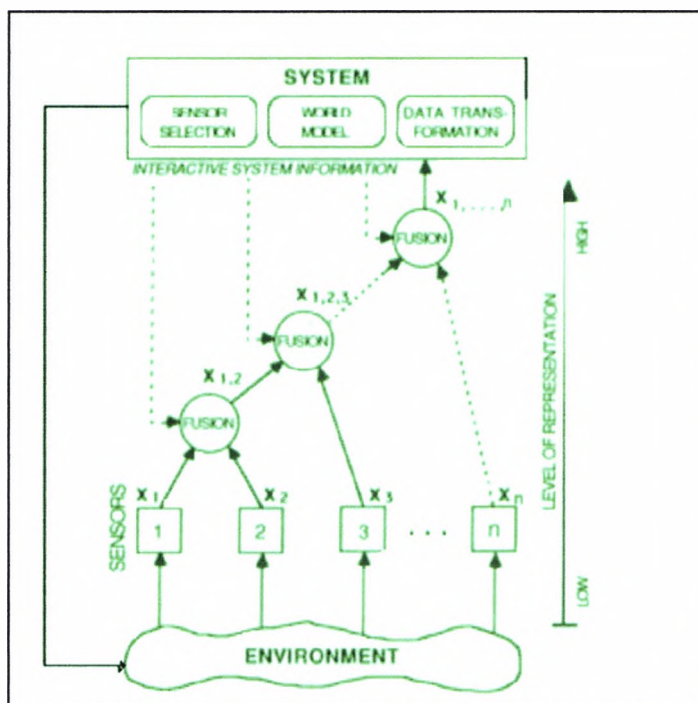 SYSTEM
SENSOR
SELECTION
WORLD
MODEL
DATA TRANS-
FORMATION
INTERACTIVE SYSTEM INFORMATION
X 1, . . . , n
FUSION
X 1,2,3,
FUSION
X 1,2
FUSION
HIGH
LEVEL OF REPRESENTATION
LOW
SENSORS
X 1
X 2
X 3
X n
1
2
3
. . .
n
ENVIRONMENT